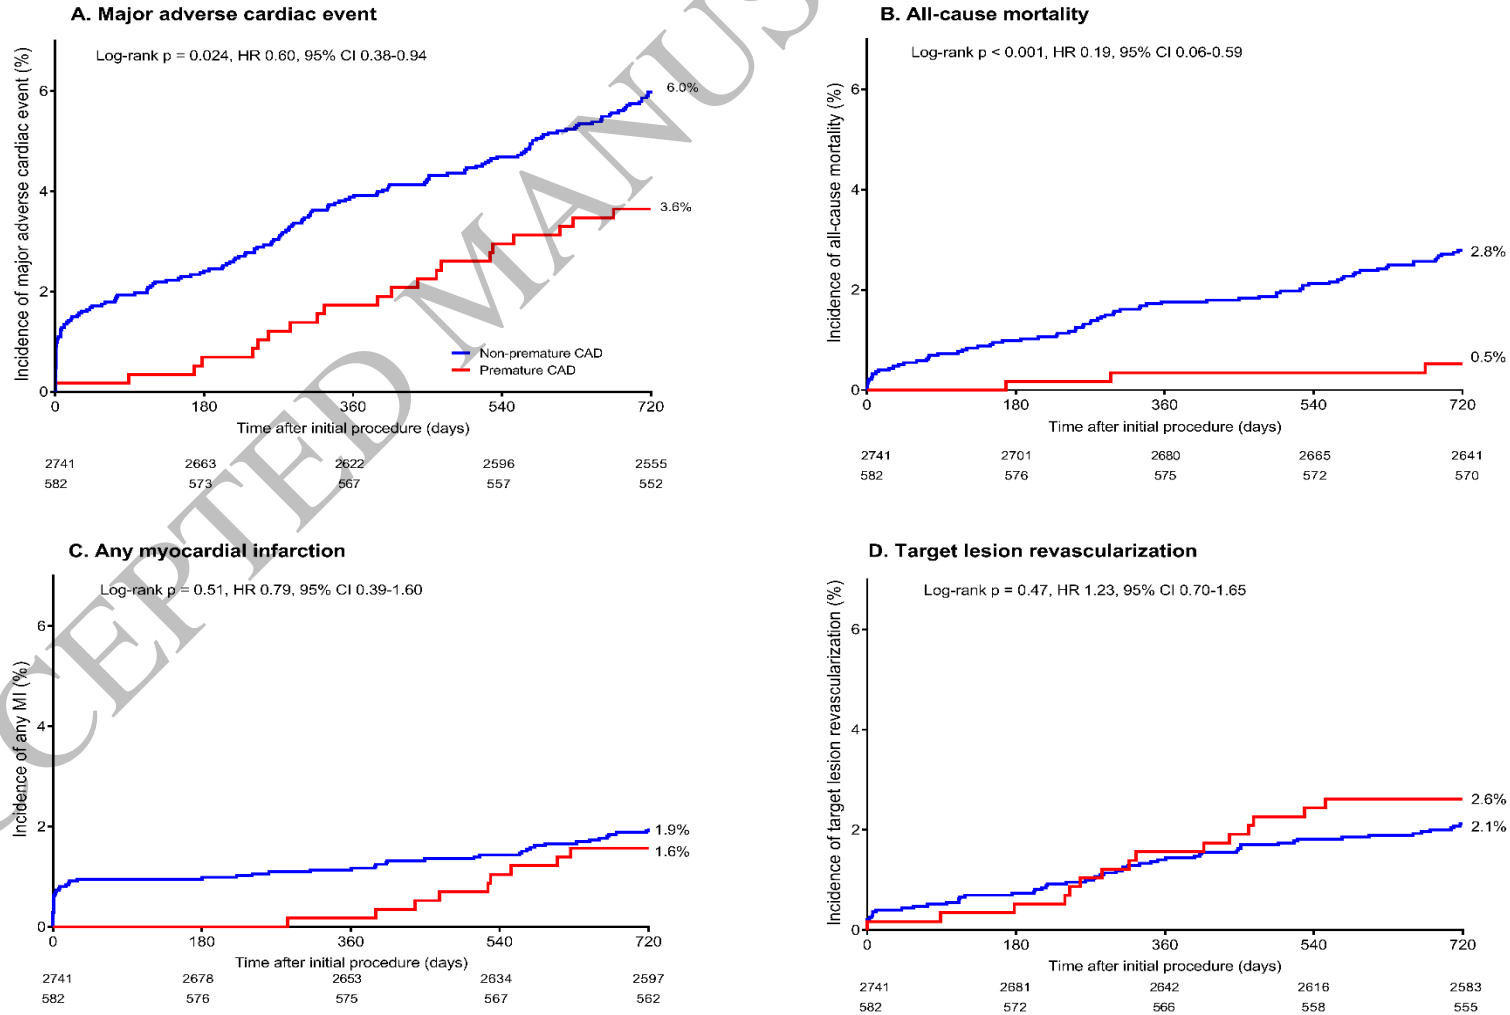 A. Major adverse cardiac event
Log-rank p = 0.024, HR 0.60, 95% CI 0.38-0.94
Incidence of major adverse cardiac event (%)
6
4
2
0
6.0%
3.6%
Non-premature CAD
Premature CAD
0 180 360 540 720
Time after initial procedure (days)
2741 2663 2622 2596 2555
582 573 567 557 552
B. All-cause mortality
Log-rank p < 0.001, HR 0.19, 95% CI 0.06-0.59
Incidence of all-cause mortality (%)
6
4
2
0
2.8%
0.5%
0 180 360 540 720
Time after initial procedure (days)
2741 2701 2680 2665 2641
582 576 575 572 570
C. Any myocardial infarction
Log-rank p = 0.51, HR 0.79, 95% CI 0.39-1.60
Incidence of any MI (%)
6
4
2
0
1.9%
1.6%
0 180 360 540 720
Time after initial procedure (days)
2741 2678 2653 2634 2597
582 576 575 567 562
D. Target lesion revascularization
Log-rank p = 0.47, HR 1.23, 95% CI 0.70-1.65
Incidence of target lesion revascularization (%)
6
4
2
0
2.6%
2.1%
0 180 360 540 720
Time after initial procedure (days)
2741 2681 2642 2616 2583
582 572 566 558 555
CEPTED MANUS